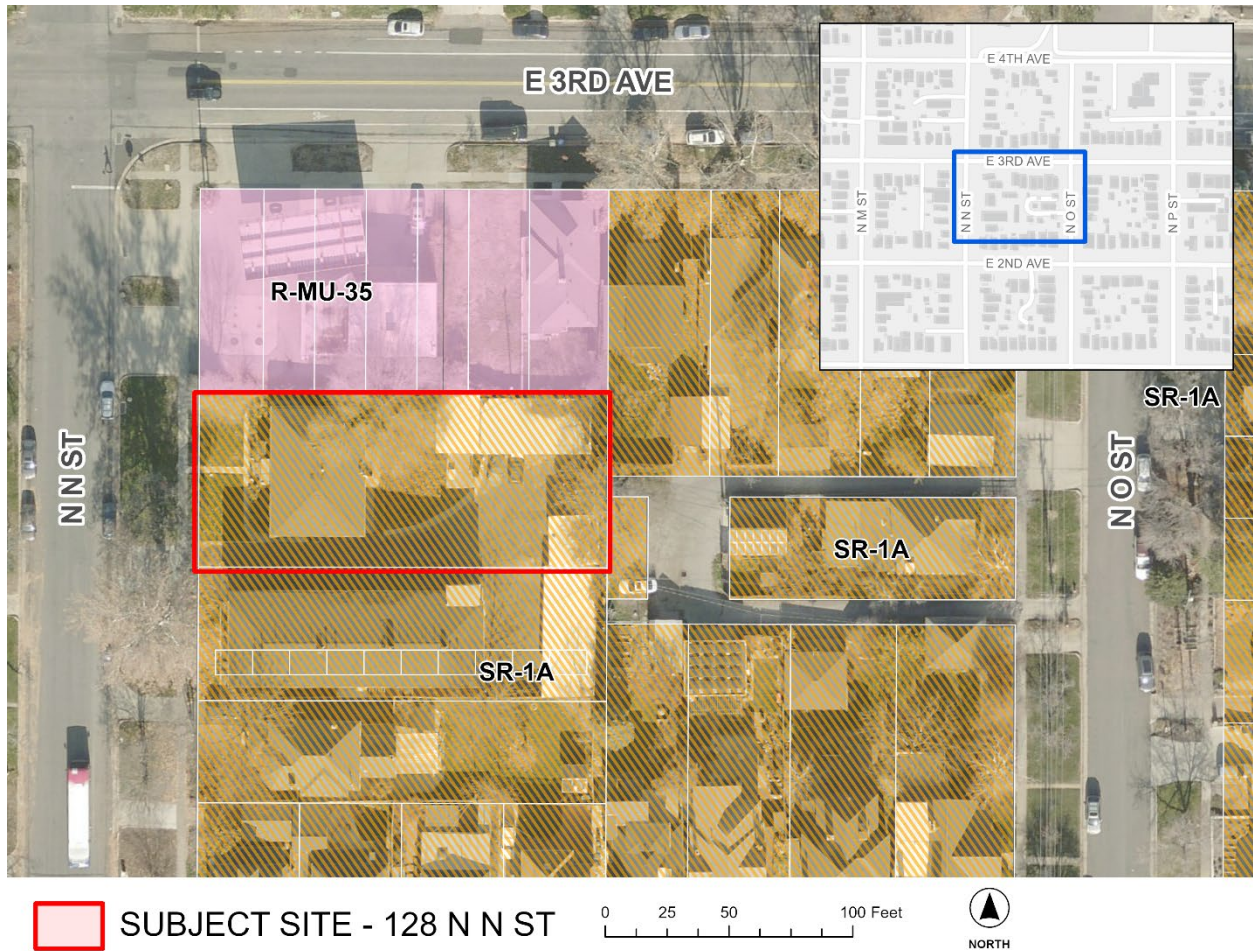 E 3RD AVE
E 4TH AVE
E 3RD AVE
N M ST
N N ST
N O ST
N P ST
E 2ND AVE
R-MU-35
SR-1A
N N ST
N O ST
SR-1A
SR-1A
SUBJECT SITE - 128 N N ST
0 25 50 100 Feet
NORTH